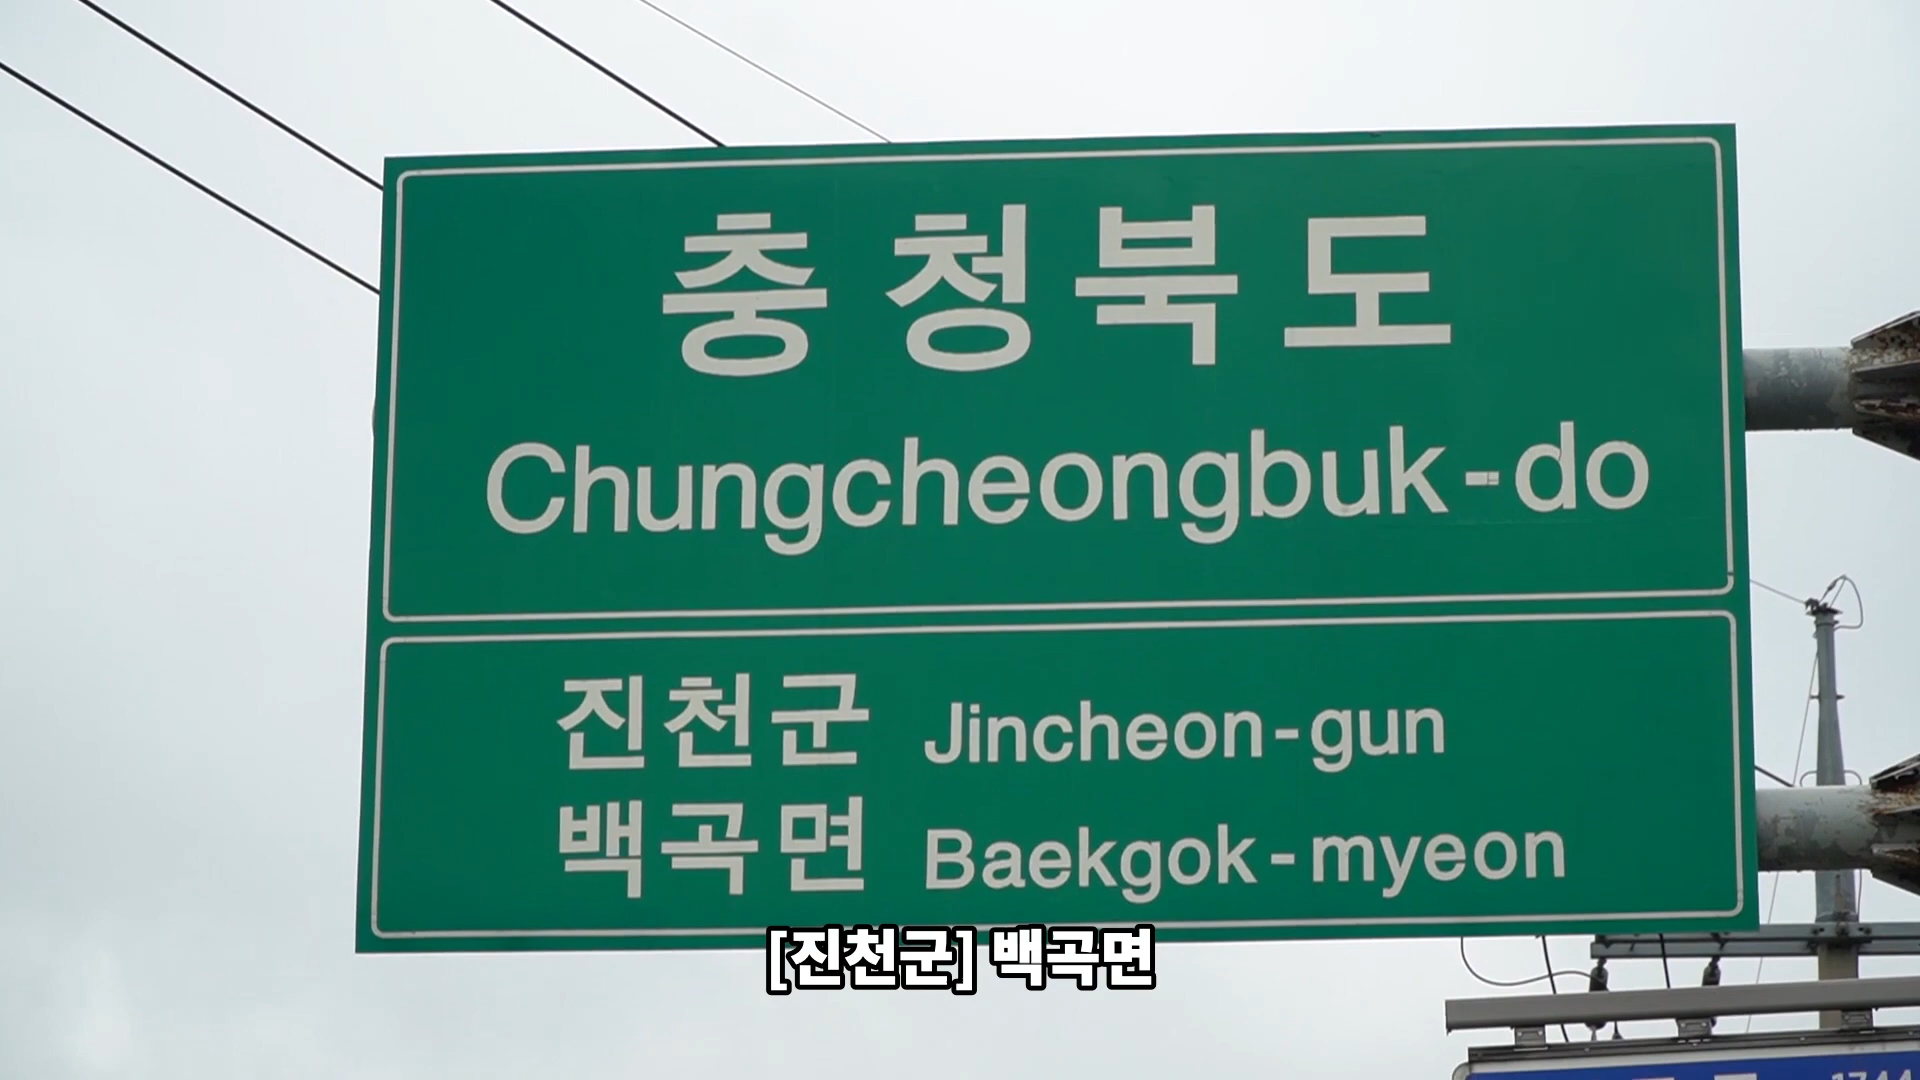 충청북도
Chungcheongbuk-do
진천군 Jincheon-gun
백곡면 Baekgok-myeon
[진천군] 백곡면